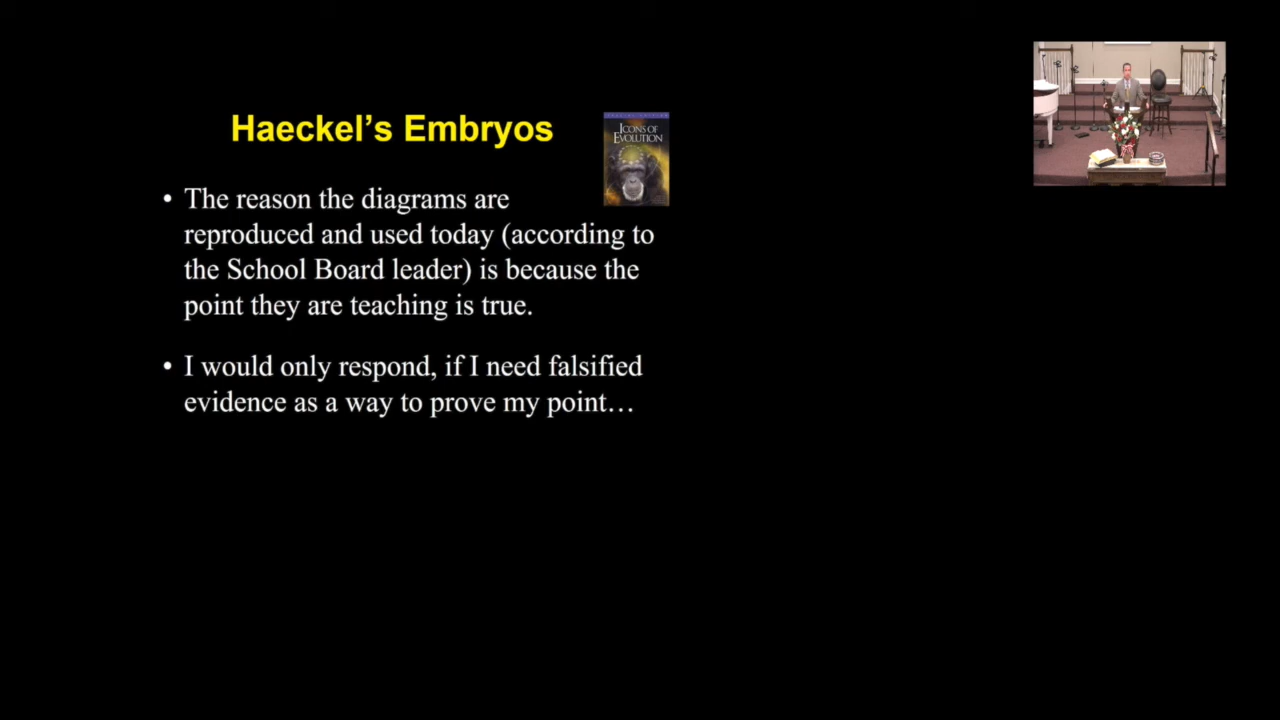 Haeckel’s Embryos
ICONS OF
EVOLUTION
• The reason the diagrams are
reproduced and used today (according to
the School Board leader) is because the
point they are teaching is true.
• I would only respond, if I need falsified
evidence as a way to prove my point…